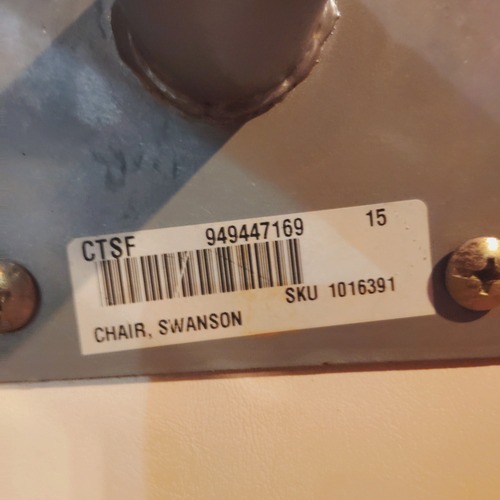 CTSF 949447169 15
SKU 1016391
CHAIR, SWANSON